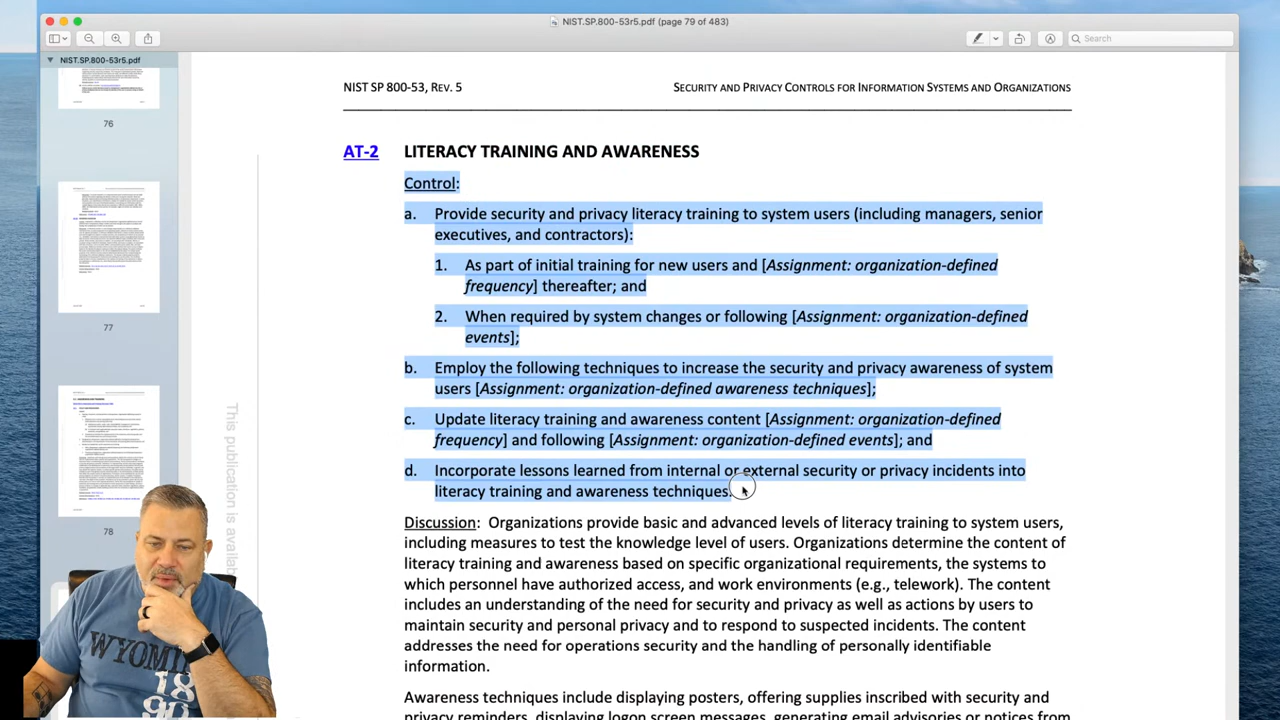 NIST.SP.800-53r5.pdf (page 79 of 483)
Search
NIST.SP.800-53r5.pdf
76
77
78
This publication is availab
NIST SP 800-53, REV. 5
SECURITY AND PRIVACY CONTROLS FOR INFORMATION SYSTEMS AND ORGANIZATIONS
AT-2 LITERACY TRAINING AND AWARENESS
Control:
a. Provide security and privacy literacy training to system users (including managers, senior
executives, and contractors):
1. As part of initial training for new users and [Assignment: organization-defined
frequency] thereafter; and
2. When required by system changes or following [Assignment: organization-defined
events];
b. Employ the following techniques to increase the security and privacy awareness of system
users [Assignment: organization-defined awareness techniques];
c. Update literacy training and awareness content [Assignment: organization-defined
frequency] and following [Assignment: organization-defined events]; and
d. Incorporate lessons learned from internal or external security or privacy incidents into
literacy training and awareness techniques.
Discussion: Organizations provide basic and advanced levels of literacy training to system users,
including measures to test the knowledge level of users. Organizations determine the content of
literacy training and awareness based on specific organizational requirements, the systems to
which personnel have authorized access, and work environments (e.g., telework). The content
includes an understanding of the need for security and privacy as well as actions by users to
maintain security and personal privacy and to respond to suspected incidents. The content
addresses the need for operations security and the handling of personally identifiable
information.
Awareness techniques include displaying posters, offering supplies inscribed with security and
WYOMIN
18
90